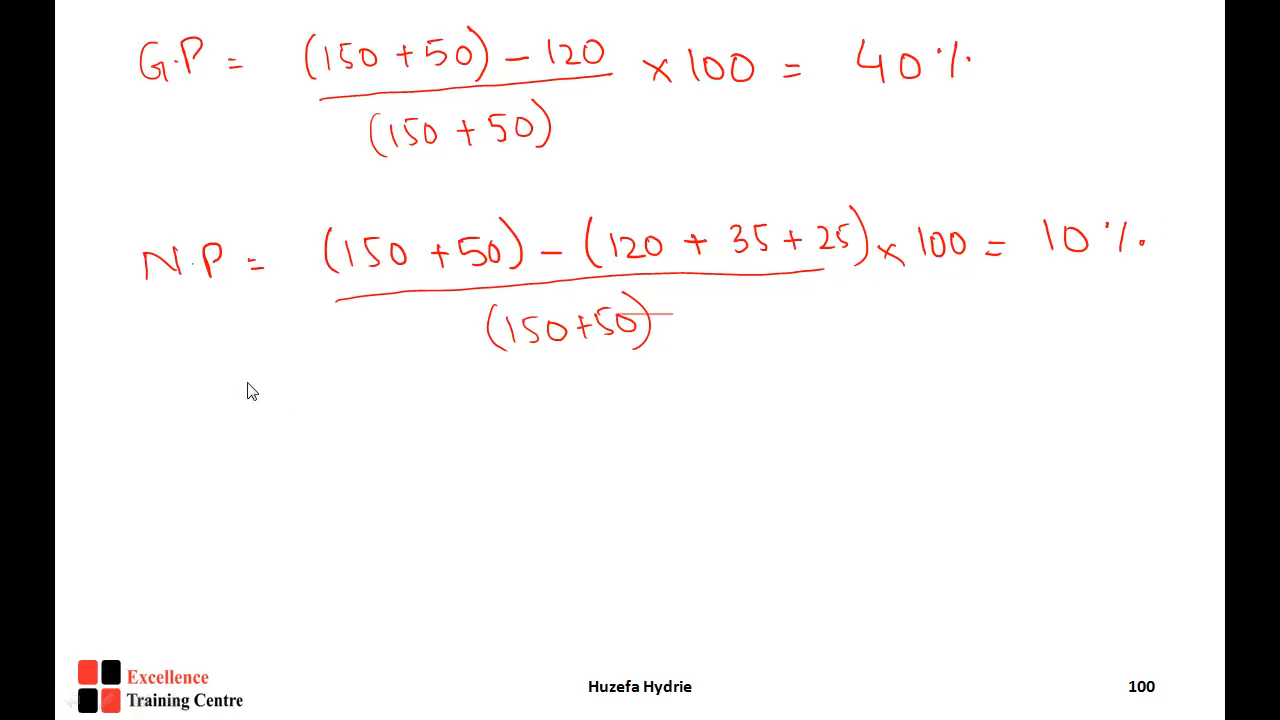 G.P = (150 + 50) - 120 × 100 = 40%
(150 + 50)
N.P = (150 + 50) - (120 + 35 + 25) × 100 = 10%
(150+50)
Excellence
Training Centre
Huzefa Hydrie
100